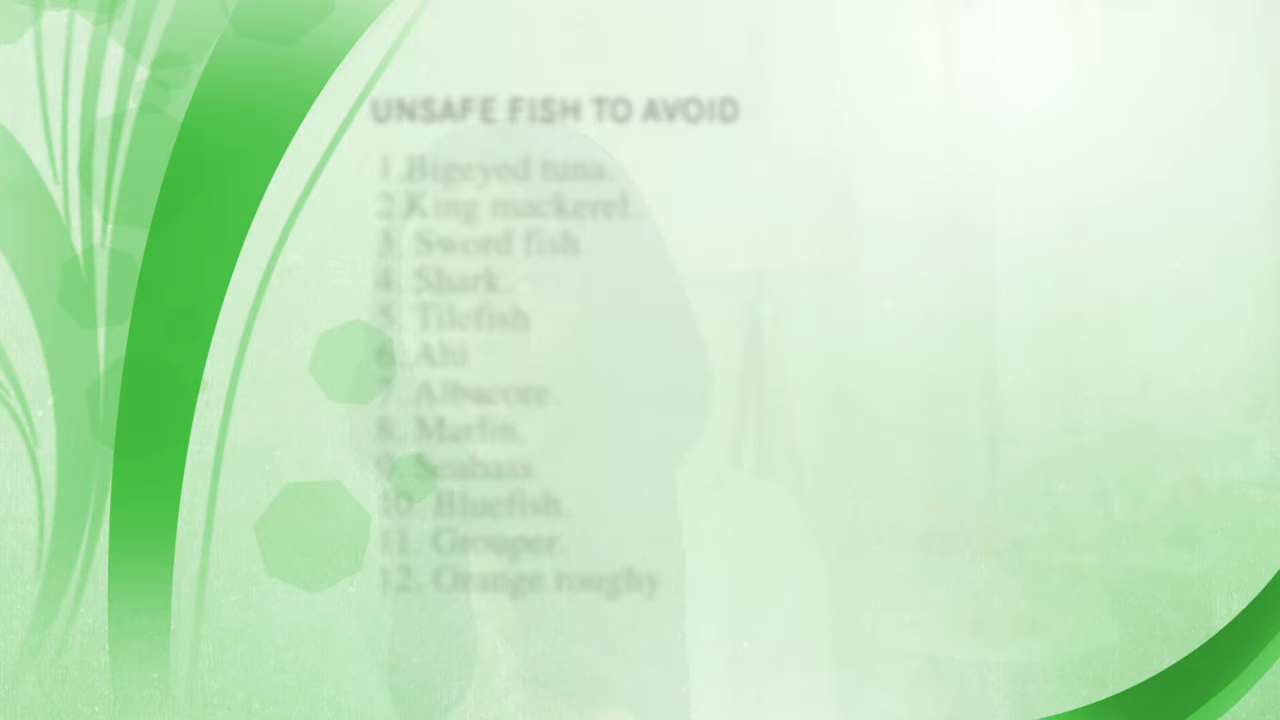 UNSAFE FISH TO AVOID
1.Bigeyed tuna.
2.King mackerel.
3. Sword fish
4. Shark.
5. Tilefish
6. Ahi
7. Albacore.
8. Marlin.
9. Seabass
10. Bluefish.
11. Grouper.
12. Orange roughy